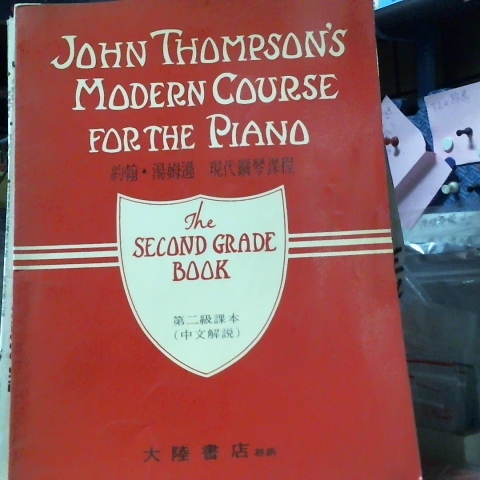 JOHN THOMPSON'S
MODERN COURSE
FOR THE PIANO
約翰·湯姆遜 現代鋼琴課程
The
SECOND GRADE
BOOK
第二級課本
(中文解説)
大陸書店